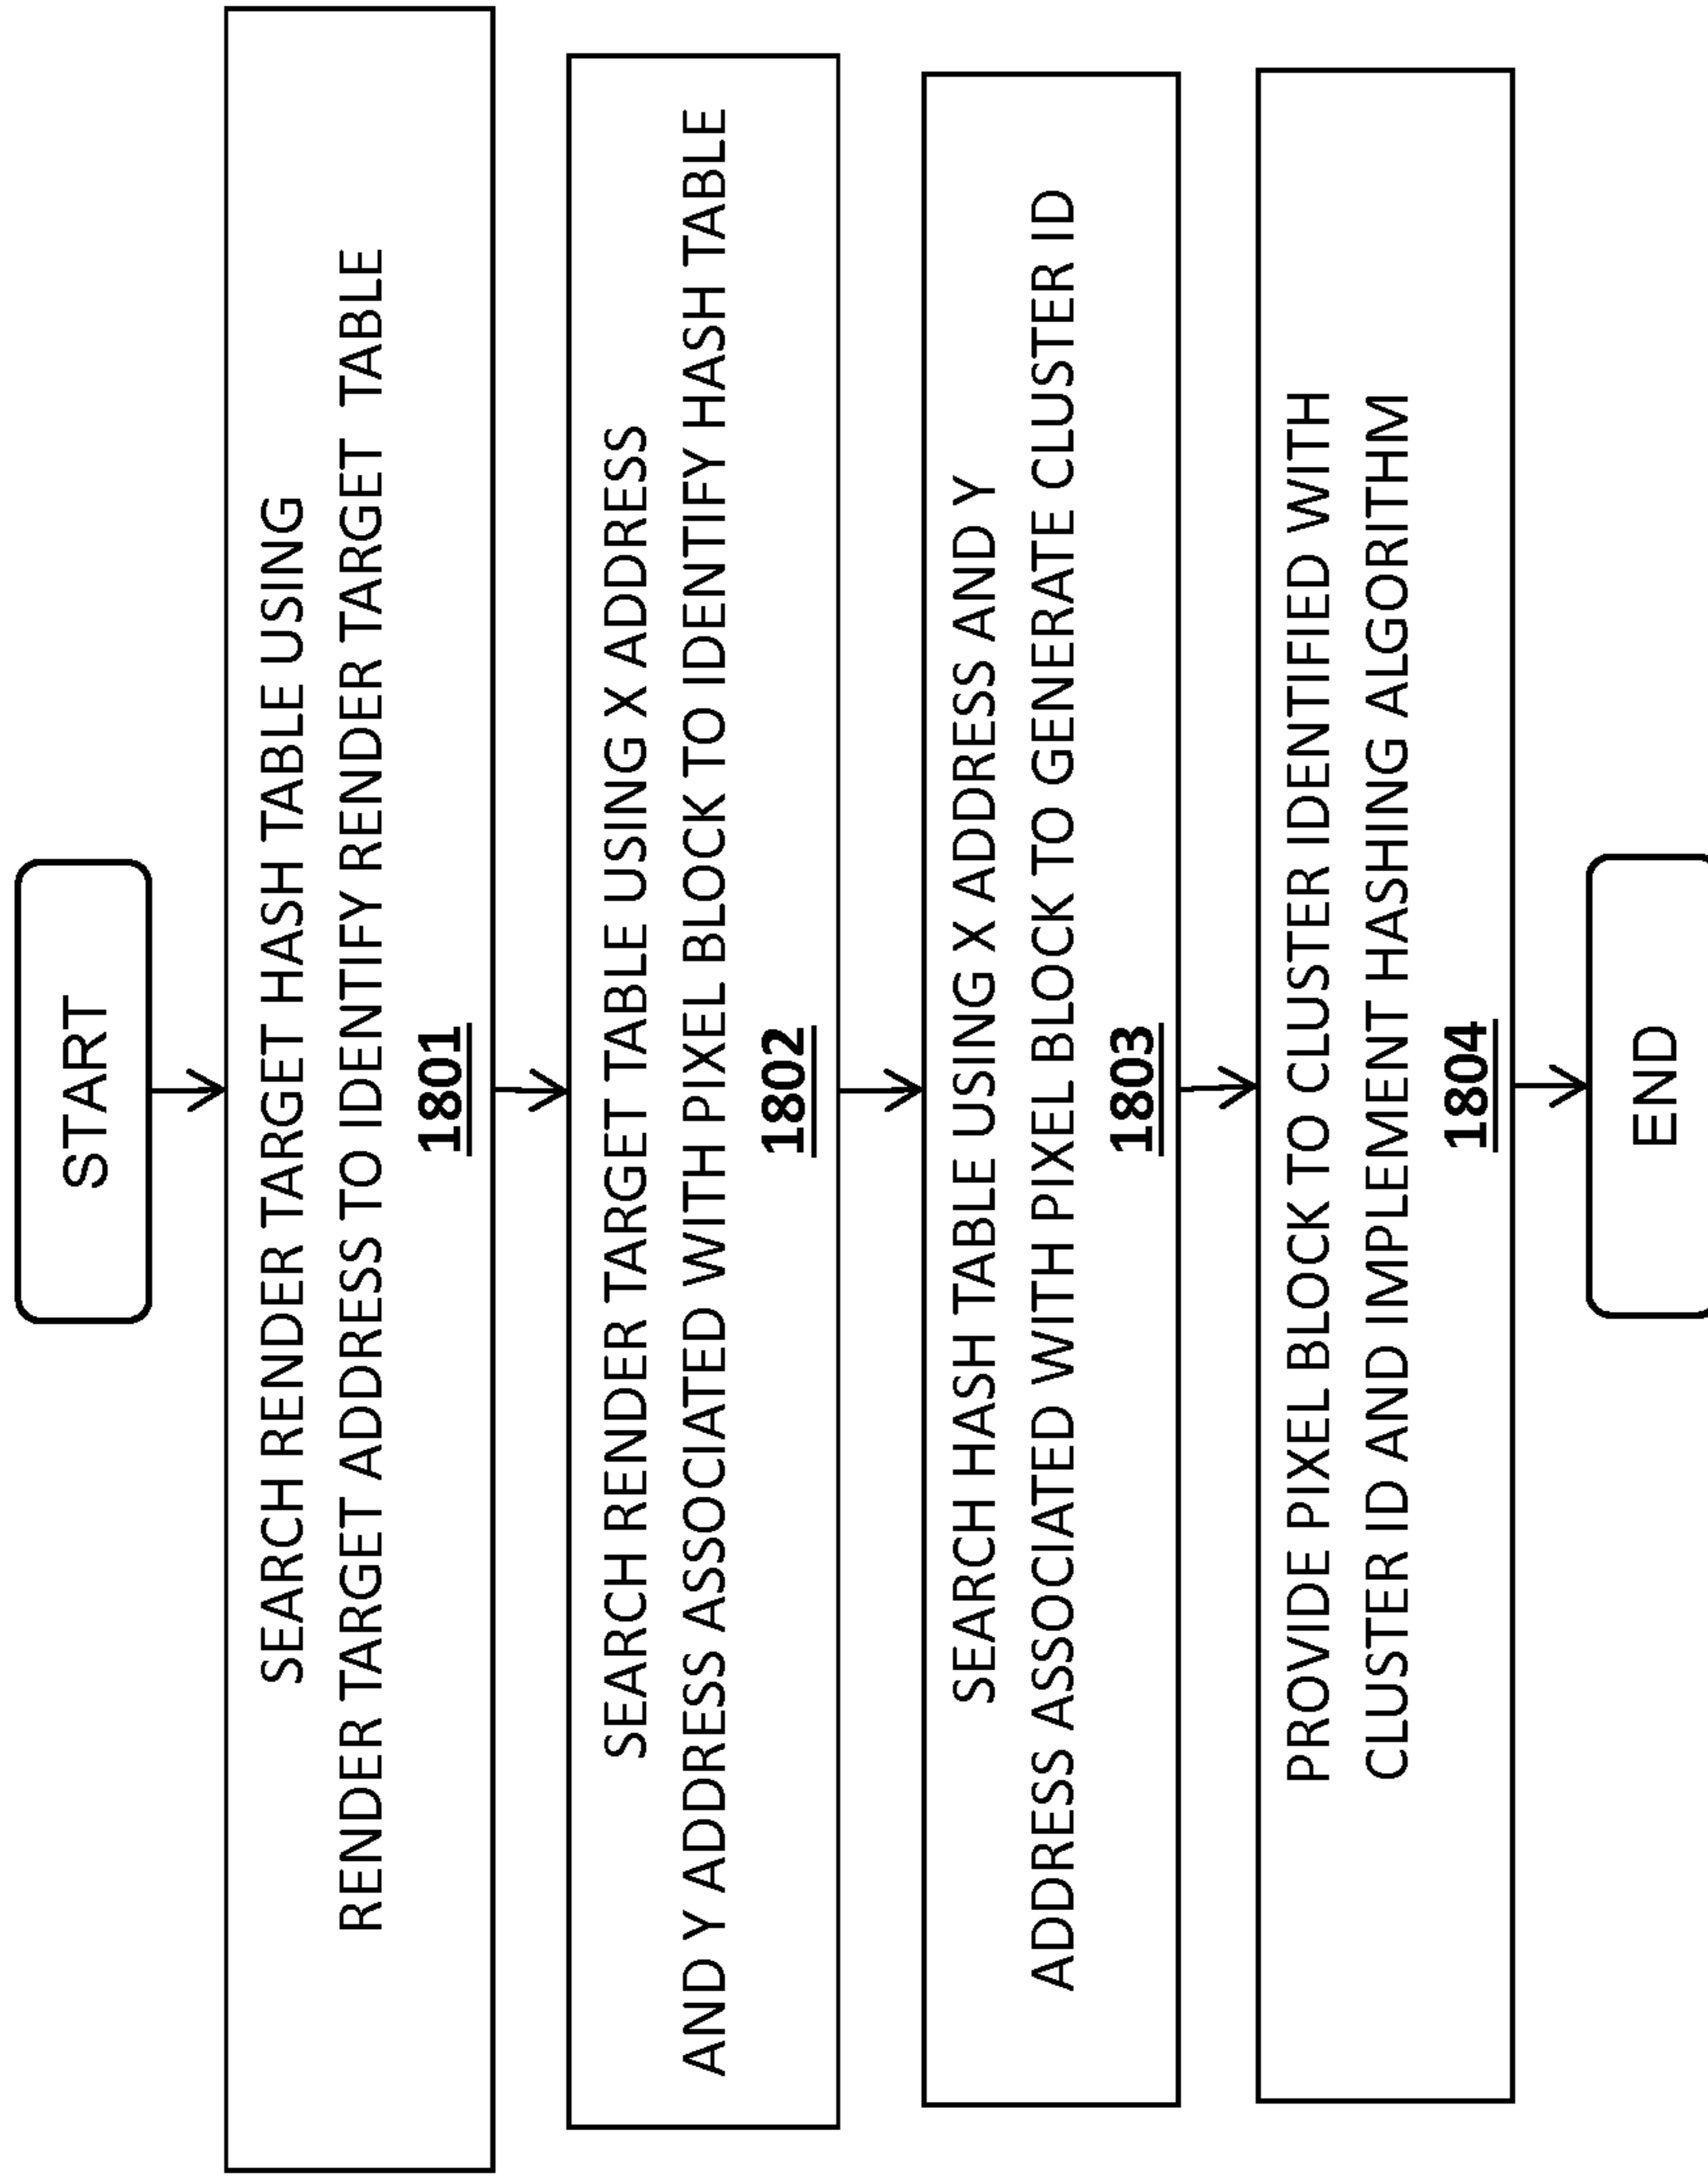 START
SEARCH RENDER TARGET HASH TABLE USING
RENDER TARGET ADDRESS TO IDENTIFY RENDER TARGET TABLE
1801
SEARCH RENDER TARGET TABLE USING X ADDRESS
AND Y ADDRESS ASSOCIATED WITH PIXEL BLOCK TO IDENTIFY HASH TABLE
1802
SEARCH HASH TABLE USING X ADDRESS AND Y
ADDRESS ASSOCIATED WITH PIXEL BLOCK TO GENERATE CLUSTER ID
1803
PROVIDE PIXEL BLOCK TO CLUSTER IDENTIFIED WITH
CLUSTER ID AND IMPLEMENT HASHING ALGORITHM
1804
END